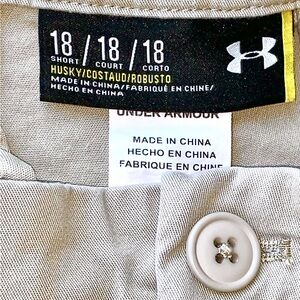 18 / 18 / 18
SHORT COURT CORTO
HUSKY/COSTAUD/ROBUSTO
MADE IN CHINA/FABRIQUÉ EN CHINE/
HECHO EN CHINA
UNDER ARMOUR
MADE IN CHINA
HECHO EN CHINA
FABRIQUE EN CHINE